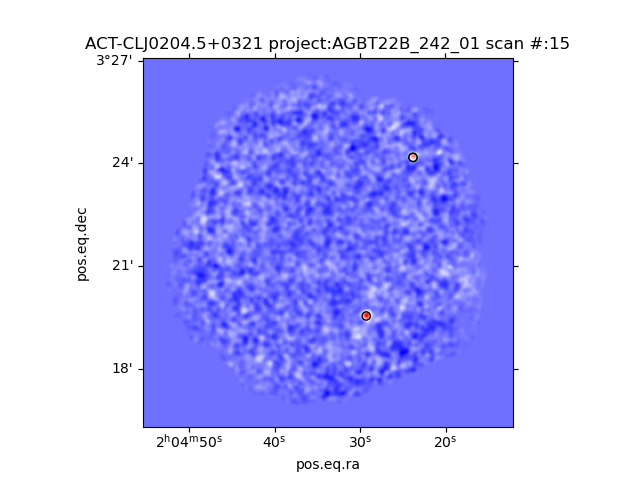 ACT-CLJ0204.5+0321 project:AGBT22B_242_01 scan #:15
3°27'
24'
21'
18'
pos.eq.dec
2ʰ04ᵐ50ˢ 40ˢ 30ˢ 20ˢ
pos.eq.ra